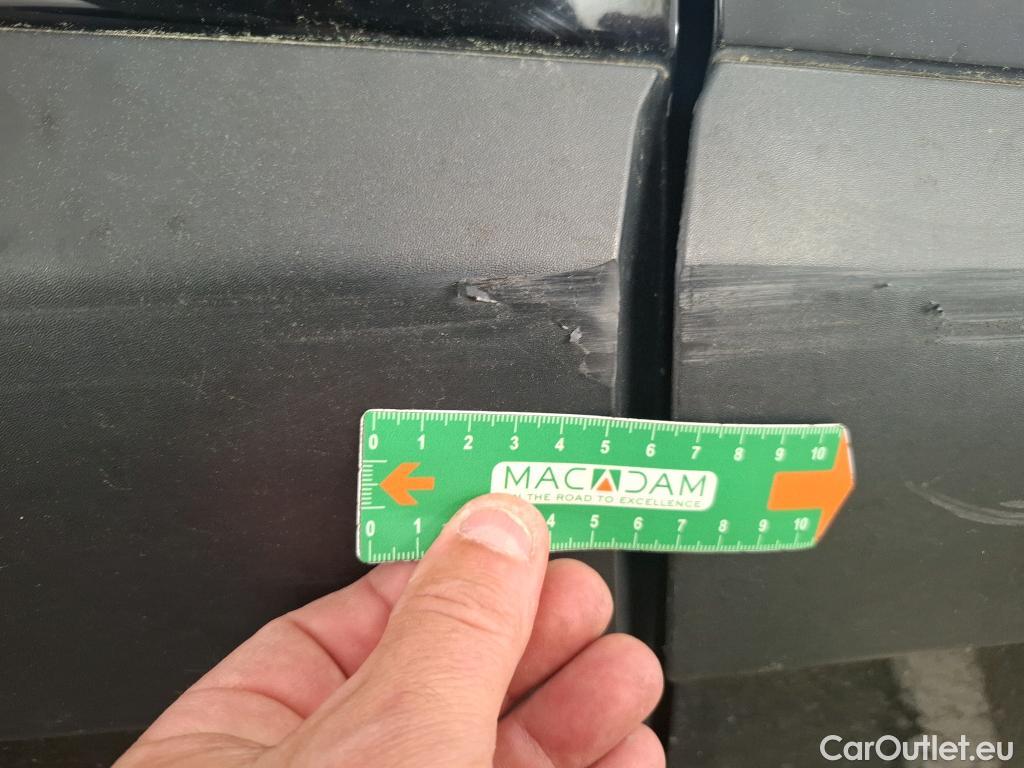 0 1 2 3 4 5 6 7 8 9 10
MACADAM
THE ROAD TO EXCELLENCE
0 1 4 5 6 7 8 9 10
CarOutlet.eu